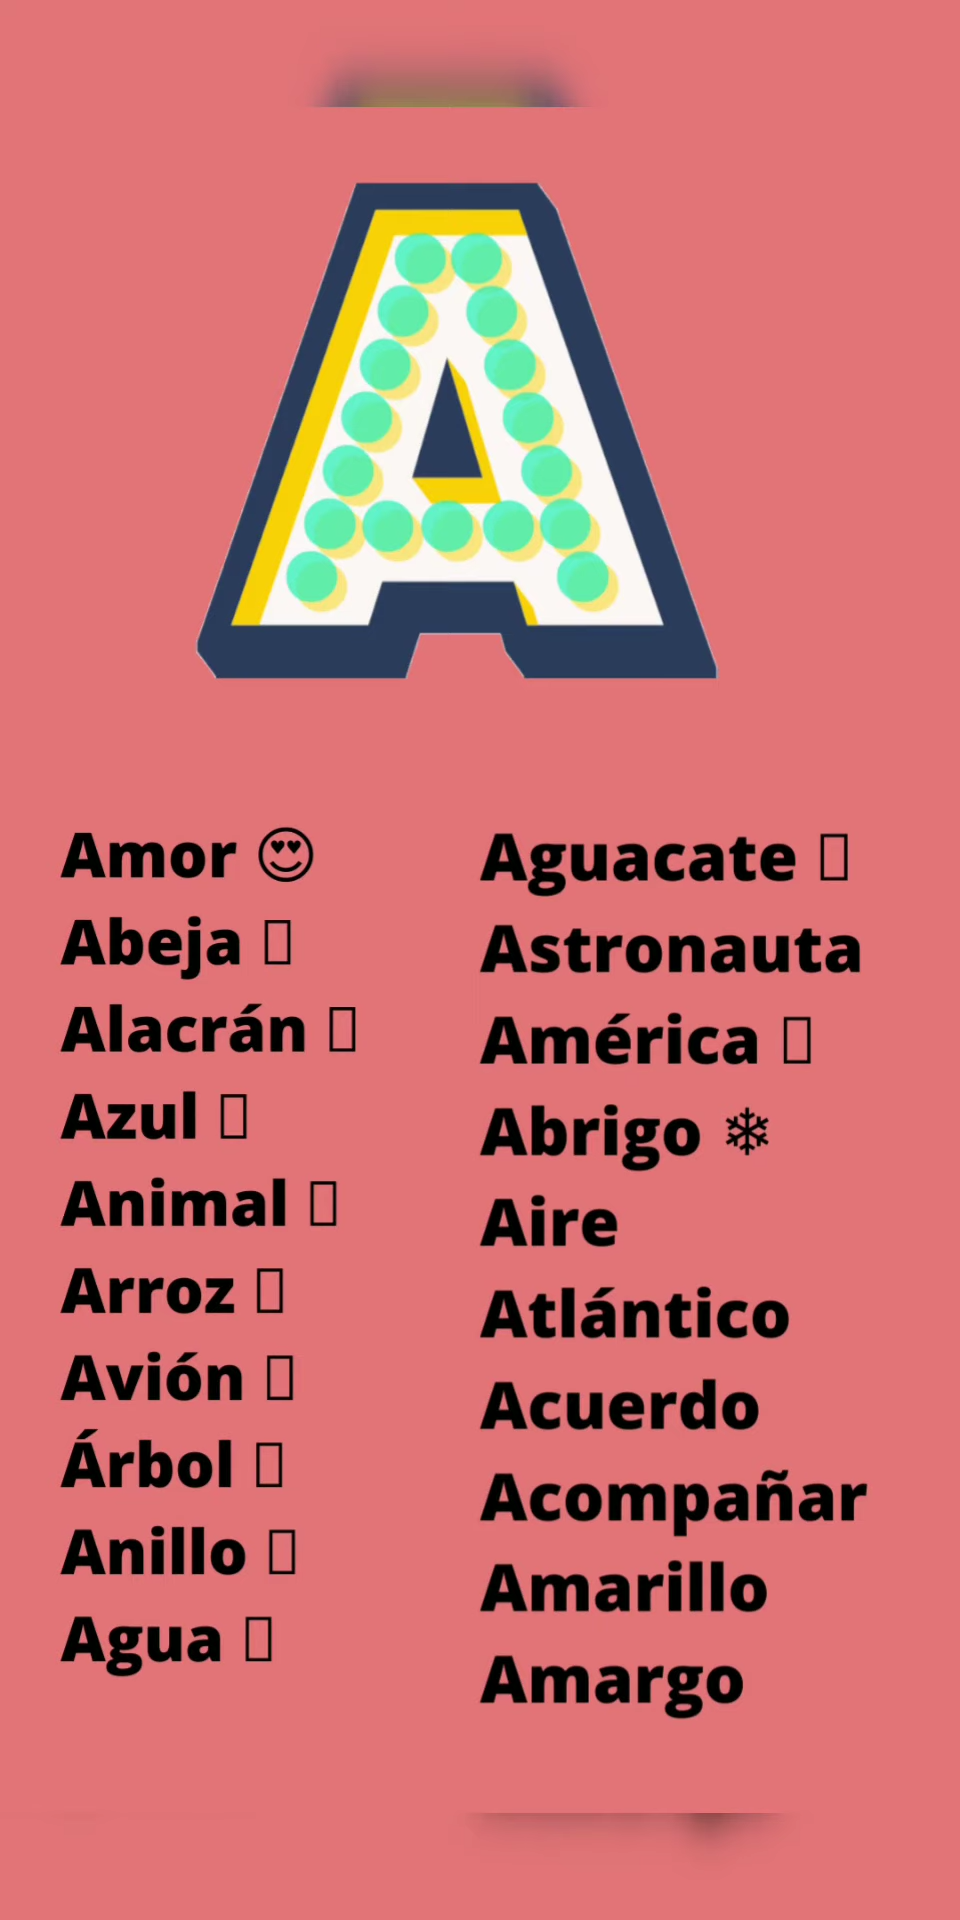 A
Amor 😍
Abeja
Alacrán
Azul
Animal
Arroz
Avión
Árbol
Anillo
Agua
Aguacate
Astronauta
América
Abrigo ❄
Aire
Atlántico
Acuerdo
Acompañar
Amarillo
Amargo